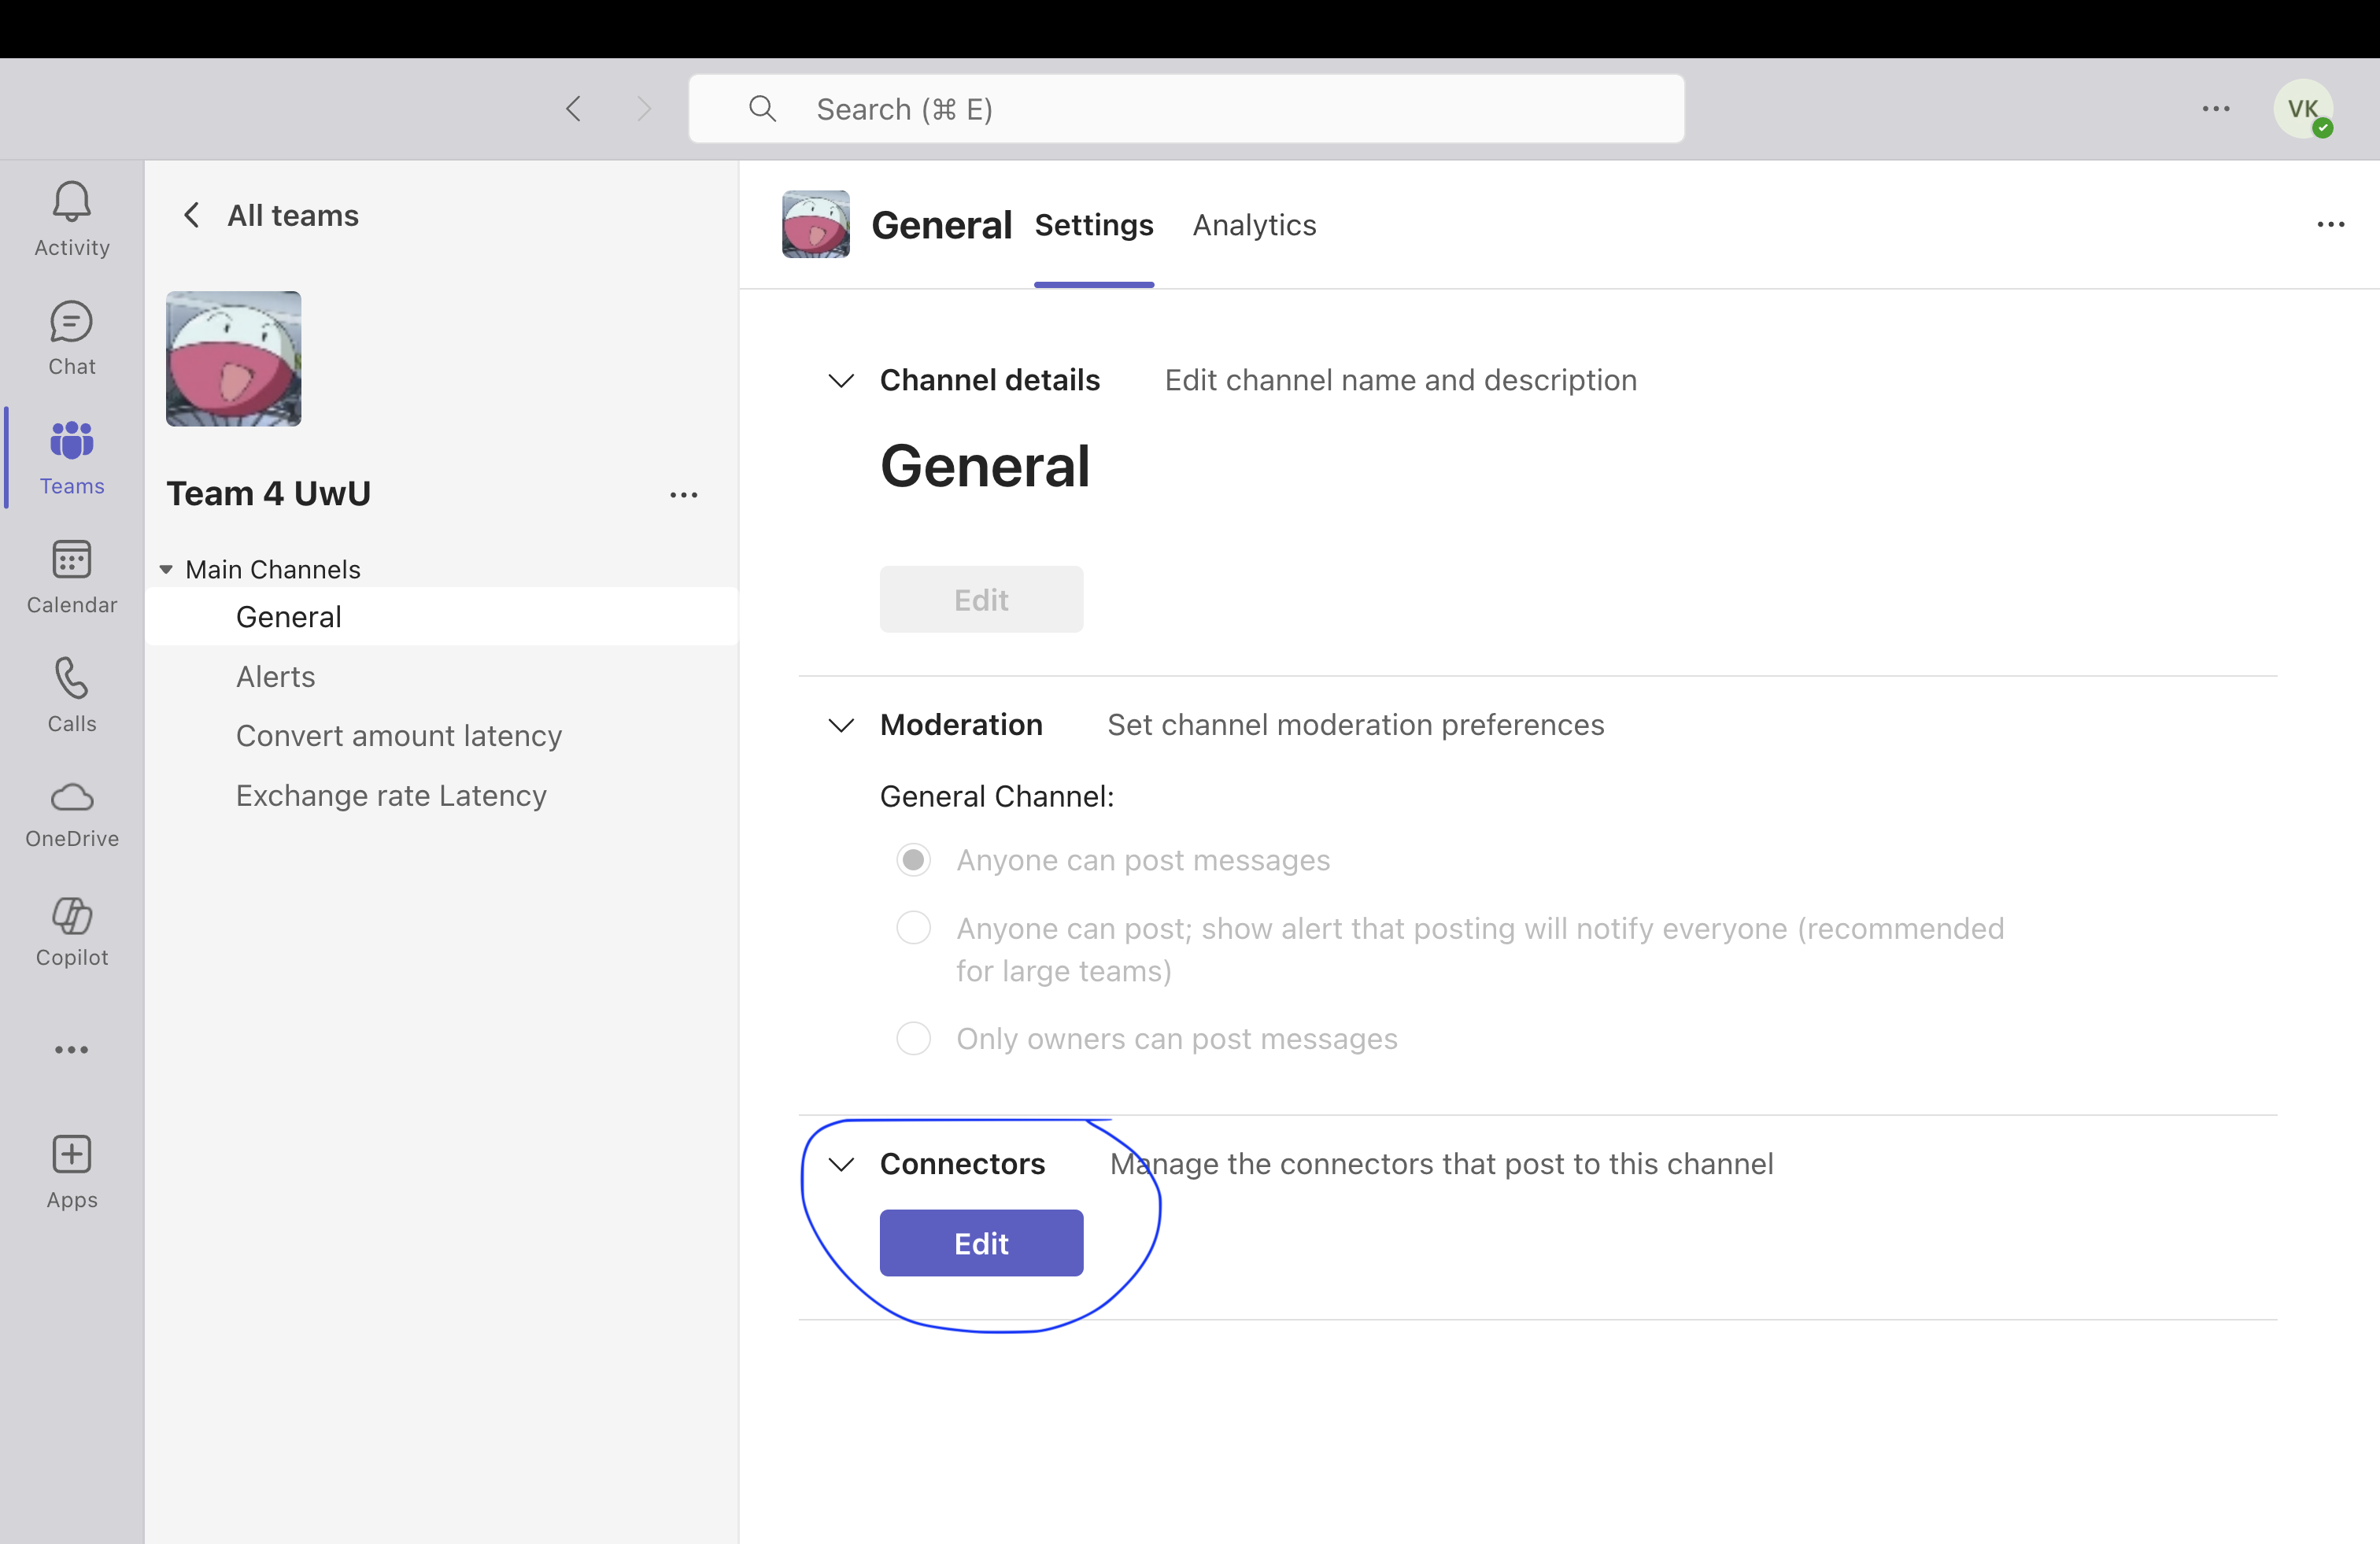 Search (⌘ E)
VK
Activity
Chat
Teams
Calendar
Calls
OneDrive
Copilot
Apps
All teams
Team 4 UwU
Main Channels
General
Alerts
Convert amount latency
Exchange rate Latency
General Settings Analytics
Channel details Edit channel name and description
General
Edit
Moderation Set channel moderation preferences
General Channel:
Anyone can post messages
Anyone can post; show alert that posting will notify everyone (recommended
for large teams)
Only owners can post messages
Connectors Manage the connectors that post to this channel
Edit